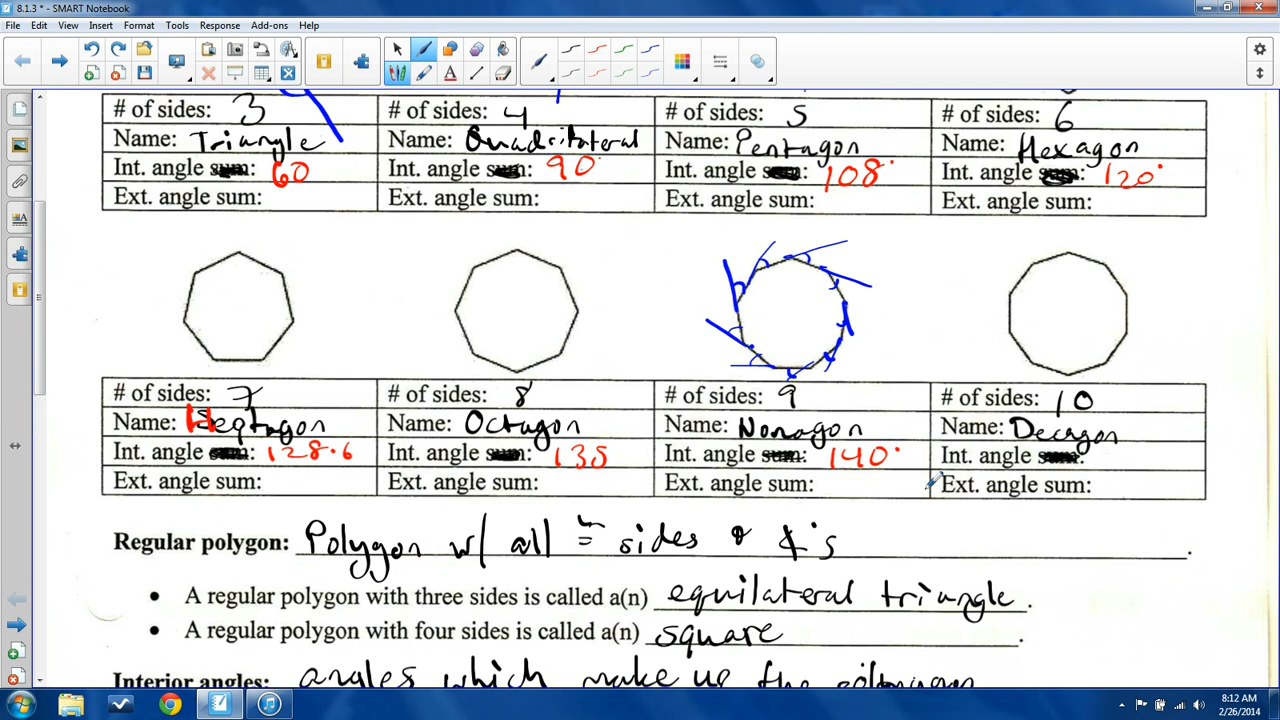 8.1.3 * - SMART Notebook
File Edit View Insert Format Tools Response Add-ons Help
# of sides: 3 # of sides: 4 # of sides: 5 # of sides: 6
Name: Triangle Name: Quadrilateral Name: Pentagon Name: Hexagon
Int. angle sum: 60 Int. angle sum: 90° Int. angle sum: 108° Int. angle sum: 120°
Ext. angle sum: Ext. angle sum: Ext. angle sum: Ext. angle sum:
# of sides: 7 # of sides: 8 # of sides: 9 # of sides: 10
Name: Heptagon Name: Octagon Name: Nonagon Name: Decagon
Int. angle sum: 128.6 Int. angle sum: 135 Int. angle sum: 140° Int. angle sum:
Ext. angle sum: Ext. angle sum: Ext. angle sum: Ext. angle sum:
Regular polygon: Polygon w/ all ≅ sides & ∡'s.
• A regular polygon with three sides is called a(n) equilateral triangle.
• A regular polygon with four sides is called a(n) square.
Interior angles: angles which make up the
8:12 AM
2/26/2014